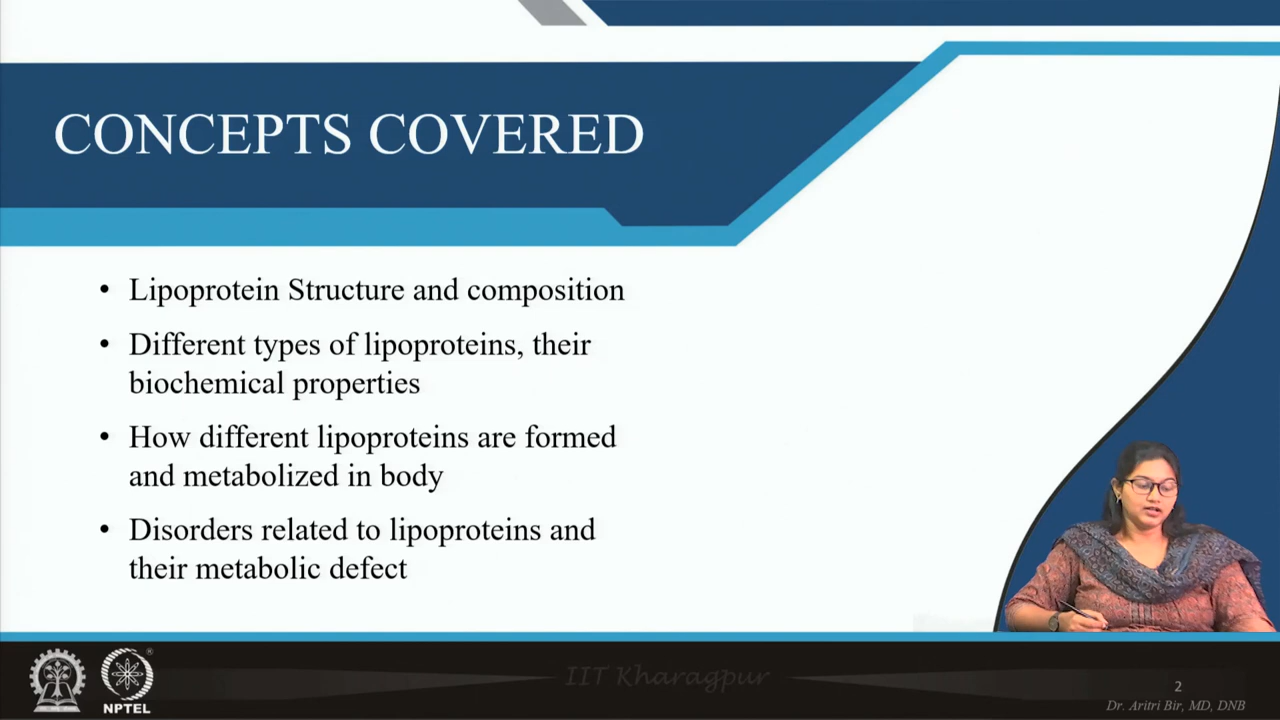 CONCEPTS COVERED
• Lipoprotein Structure and composition
• Different types of lipoproteins, their
biochemical properties
• How different lipoproteins are formed
and metabolized in body
• Disorders related to lipoproteins and
their metabolic defect
IIT Kharagpur
®
NPTEL
2
Dr. Aritri Bir, MD, DNB